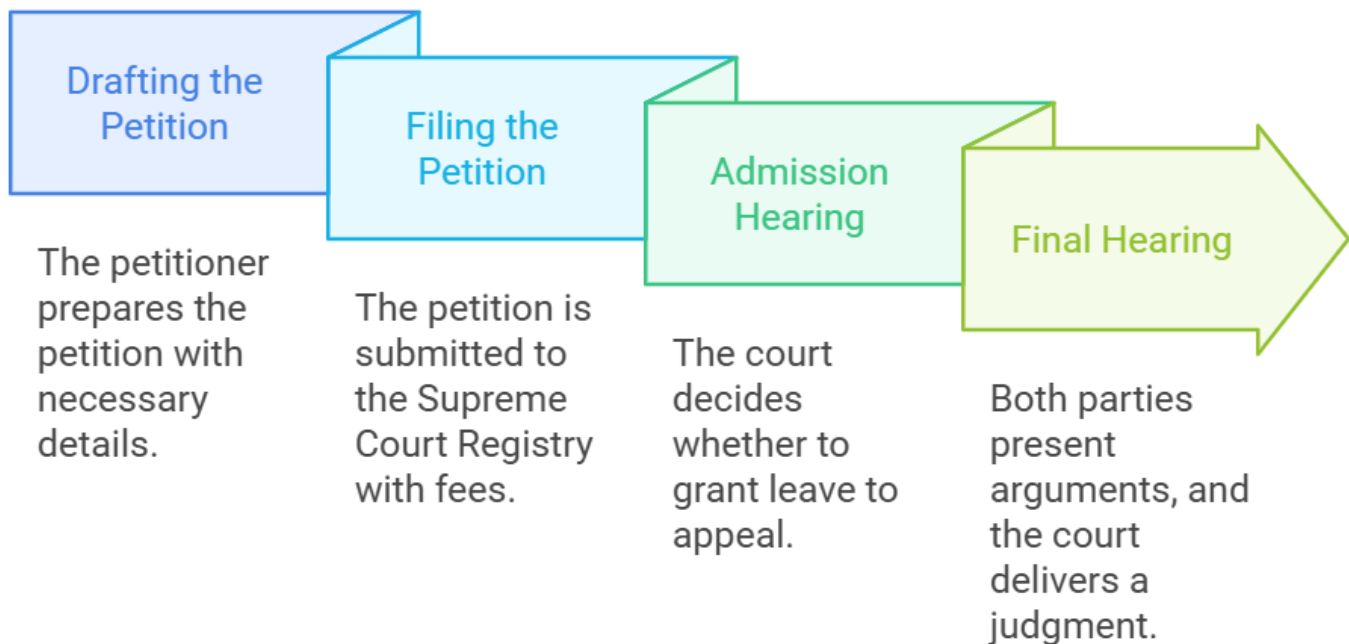 Drafting the
Petition
The petitioner
prepares the
petition with
necessary
details.
Filing the
Petition
The petition is
submitted to
the Supreme
Court Registry
with fees.
Admission
Hearing
The court
decides
whether to
grant leave to
appeal.
Final Hearing
Both parties
present
arguments, and
the court
delivers a
judgment.